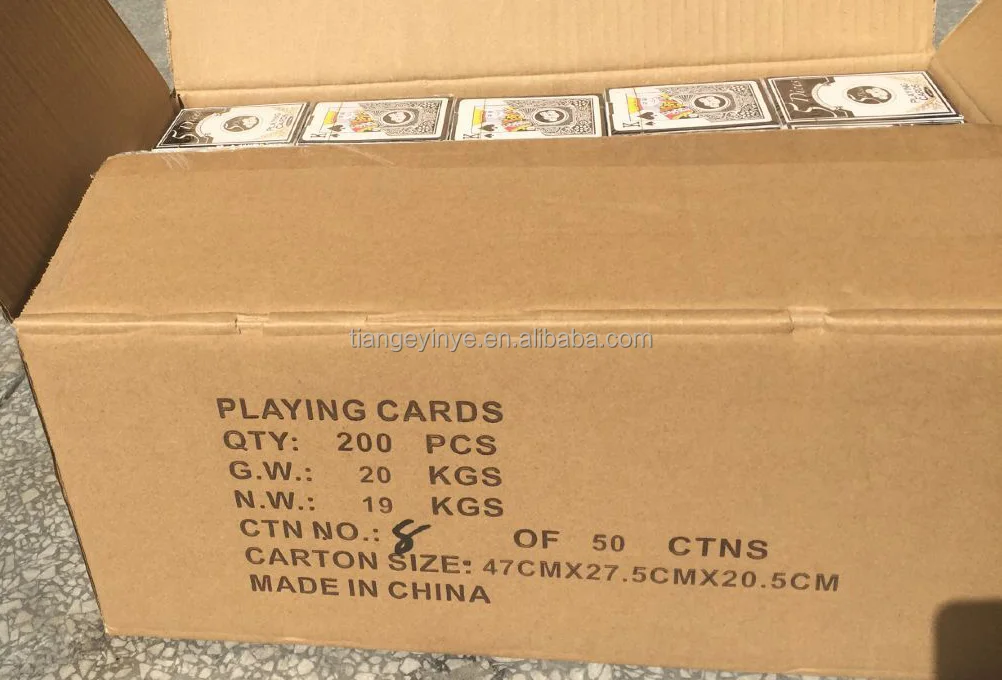 K
K
K
tiangeyinye.en.alibaba.com
PLAYING CARDS
QTY: 200 PCS
G.W.: 20 KGS
N.W.: 19 KGS
CTN NO.: 8 OF 50 CTNS
CARTON SIZE: 47CMX27.5CMX20.5CM
MADE IN CHINA